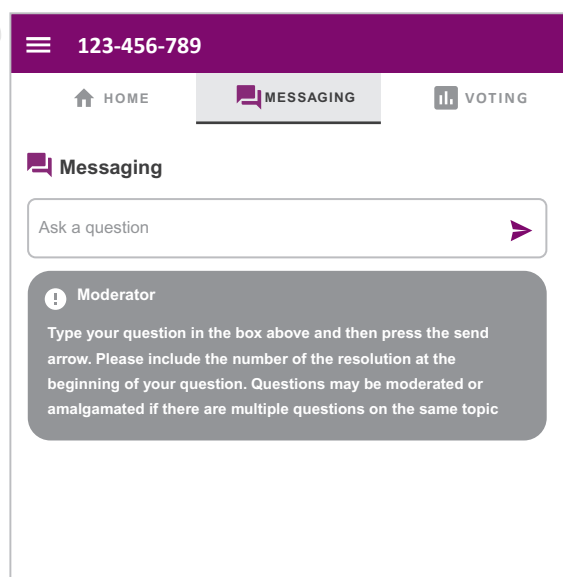 123-456-789
HOME
MESSAGING
VOTING
Messaging
Ask a question
Moderator
Type your question in the box above and then press the send
arrow. Please include the number of the resolution at the
beginning of your question. Questions may be moderated or
amalgamated if there are multiple questions on the same topic